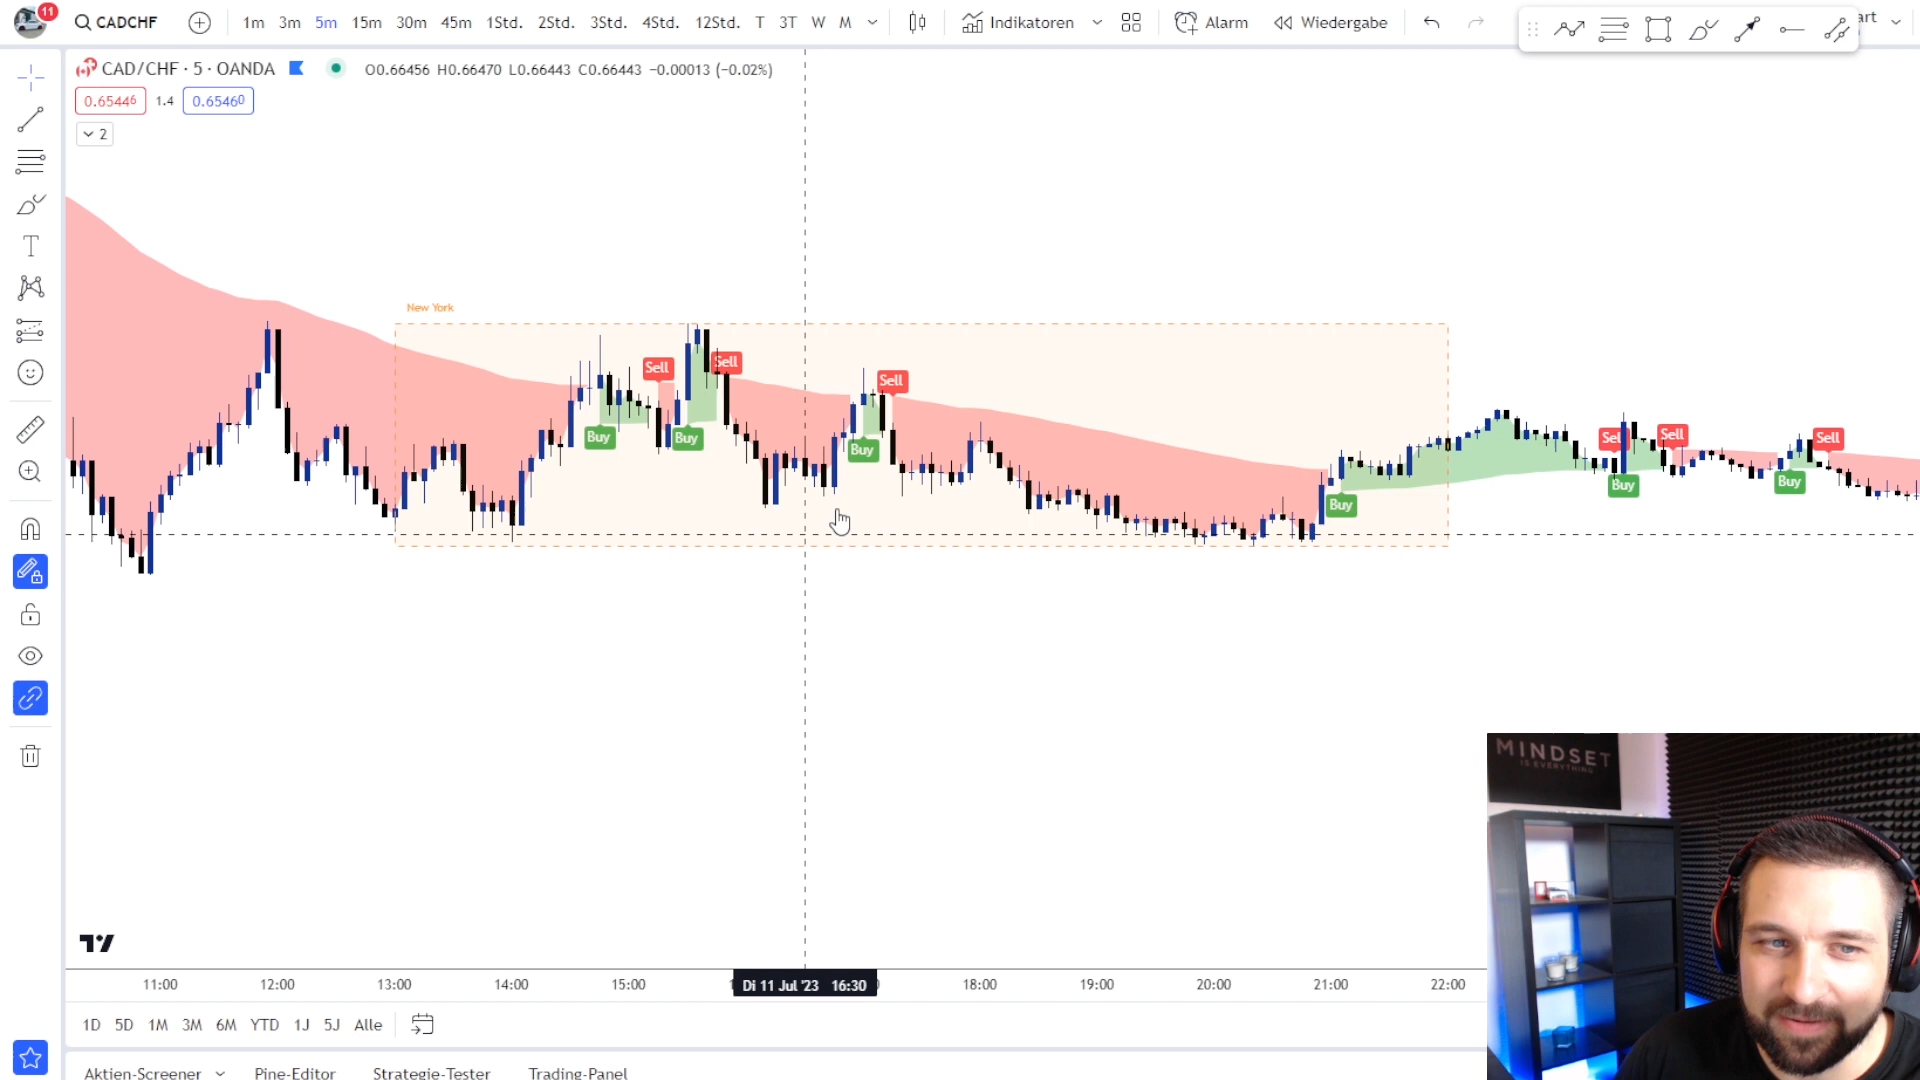 11
CADCHF
1m 3m 5m 15m 30m 45m 1Std. 2Std. 3Std. 4Std. 12Std. T 3T W M
Indikatoren
Alarm
Wiedergabe
art
CAD/CHF · 5 · OANDA
O0.66456 H0.66470 L0.66443 C0.66443 −0.00013 (−0.02%)
0.65446 1.4 0.65460
2
New York
Sell
Sell
Sell
Buy
Buy
Buy
Buy
Sell
Sell
Sell
Buy
Buy
MINDSET
IS EVERYTHING
11:00 12:00 13:00 14:00 15:00 Di 11 Jul '23 16:30 18:00 19:00 20:00 21:00 22:00
1D 5D 1M 3M 6M YTD 1J 5J Alle
Aktien-Screener Pine-Editor Strategie-Tester Trading-Panel